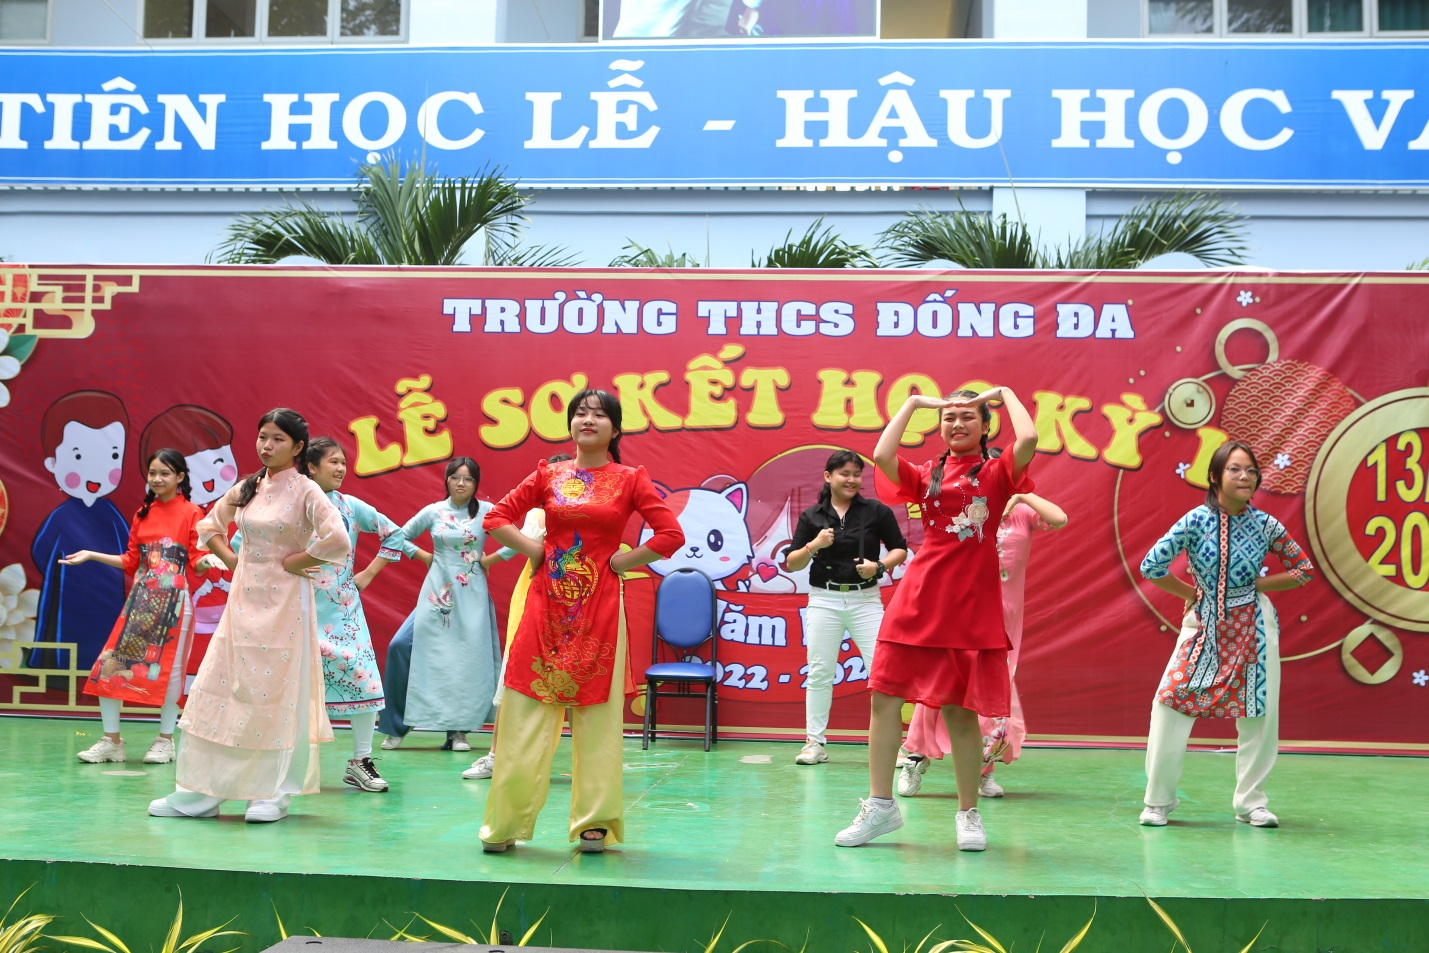 TIÊN HỌC LỄ - HẬU HỌC VĂ
TRƯỜNG THCS ĐỐNG ĐA
LỄ SƠ KẾT HỌC KỲ I
13/
20
Năm
2022 - 202